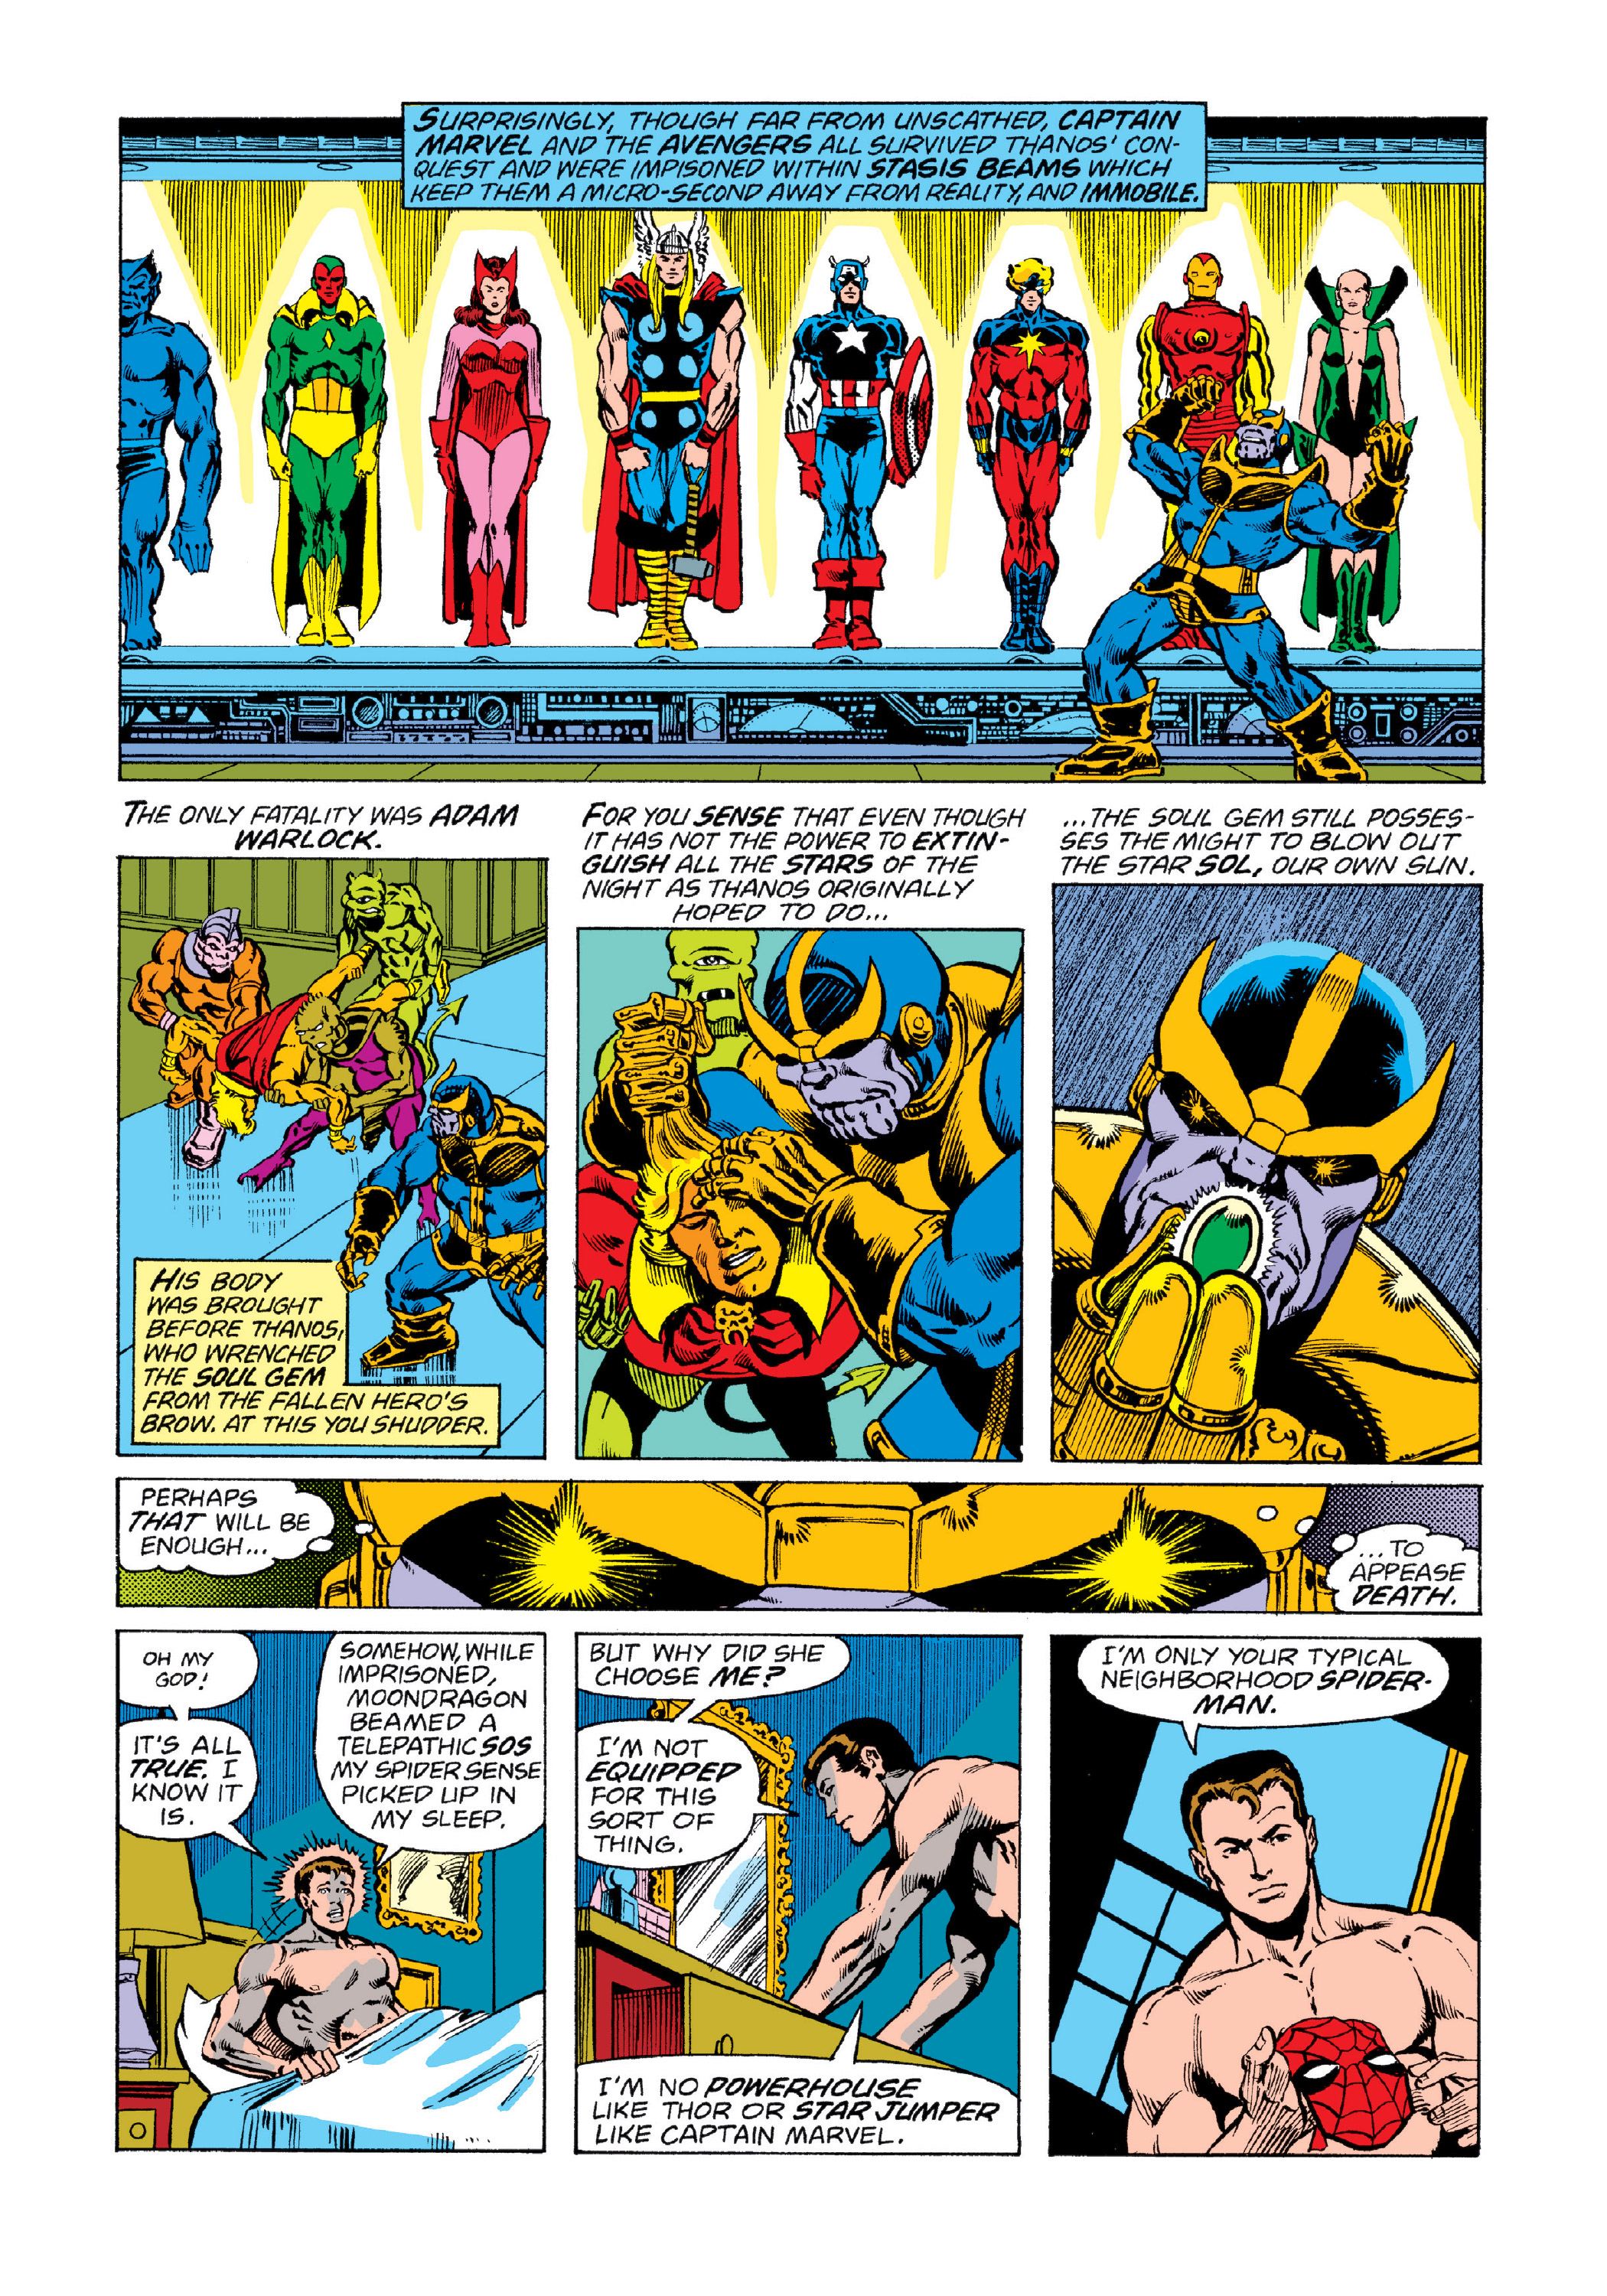 SURPRISINGLY, THOUGH FAR FROM UNSCATHED, CAPTAIN
MARVEL AND THE AVENGERS ALL SURVIVED THANOS' CON-
QUEST AND WERE IMPISONED WITHIN STASIS BEAMS WHICH
KEEP THEM A MICRO-SECOND AWAY FROM REALITY, AND IMMOBILE.
THE ONLY FATALITY WAS ADAM
WARLOCK.
HIS BODY
WAS BROUGHT
BEFORE THANOS,
WHO WRENCHED
THE SOUL GEM
FROM THE FALLEN HERO'S
BROW. AT THIS YOU SHUDDER.
FOR YOU SENSE THAT EVEN THOUGH
IT HAS NOT THE POWER TO EXTIN-
GUISH ALL THE STARS OF THE
NIGHT AS THANOS ORIGINALLY
HOPED TO DO...
...THE SOUL GEM STILL POSSES-
SES THE MIGHT TO BLOW OUT
THE STAR SOL, OUR OWN SUN.
PERHAPS
THAT WILL BE
ENOUGH...
...TO
APPEASE
DEATH.
OH MY
GOD!
IT'S ALL
TRUE. I
KNOW IT
IS.
SOMEHOW, WHILE
IMPRISONED,
MOONDRAGON
BEAMED A
TELEPATHIC SOS
MY SPIDER SENSE
PICKED UP IN
MY SLEEP.
BUT WHY DID SHE
CHOOSE ME?
I'M NOT
EQUIPPED
FOR THIS
SORT OF
THING.
I'M NO POWERHOUSE
LIKE THOR OR STAR JUMPER
LIKE CAPTAIN MARVEL.
I'M ONLY YOUR TYPICAL
NEIGHBORHOOD SPIDER-
MAN.